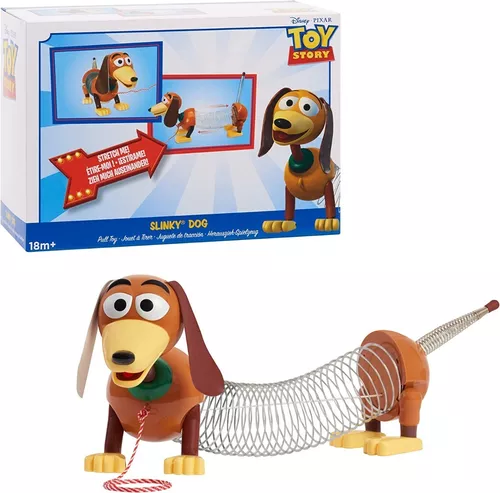 Disney PIXAR
TOY
STORY
STRETCH ME!
ÉTIRE-MOI! • ¡ESTÍRAME!
ZIEH MICH AUSEINANDER!
SLINKY® DOG
Pull Toy • Jouet à Tirer • Juguete de tracción • Herausziek-Spielzeug
18m+